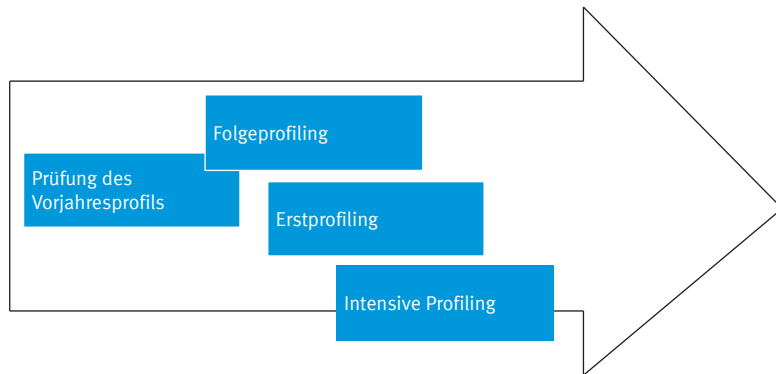 Folgeprofiling
Prüfung des
Vorjahresprofils
Erstprofiling
Intensive Profiling